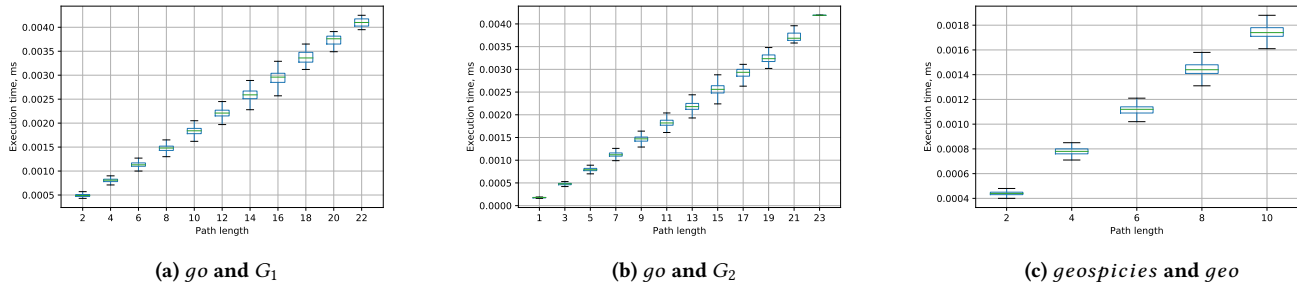 0.0040
0.0035
0.0030
0.0025
0.0020
0.0015
0.0010
0.0005
Execution time, ms
2 4 6 8 10 12 14 16 18 20 22
Path length
(a) go and G1
0.0040
0.0035
0.0030
0.0025
0.0020
0.0015
0.0010
0.0005
0.0000
Execution time, ms
1 3 5 7 9 11 13 15 17 19 21 23
Path length
(b) go and G2
0.0018
0.0016
0.0014
0.0012
0.0010
0.0008
0.0006
0.0004
Execution time, ms
2 4 6 8 10
Path length
(c) geospicies and geo